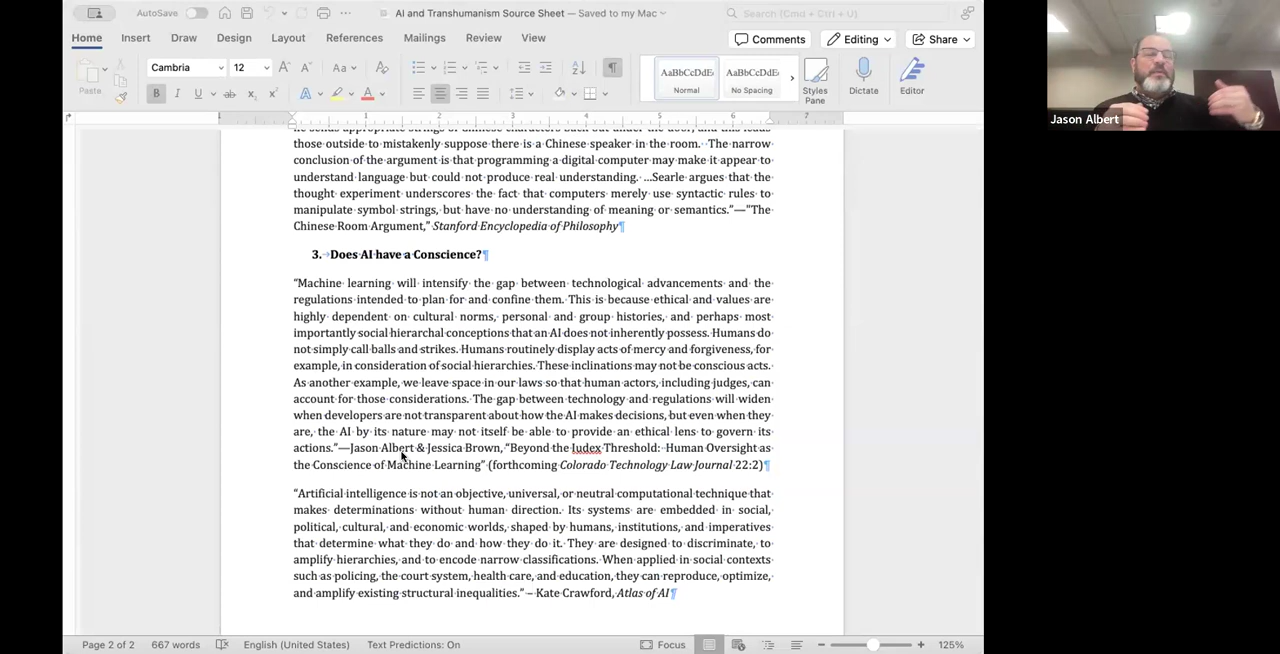 AutoSave
AI and Transhumanism Source Sheet — Saved to my Mac
Search (Cmd + Ctrl + U)
Home Insert Draw Design Layout References Mailings Review View
Comments Editing Share
Paste
Cambria 12
AaBbCcDdE AaBbCcDdE
Normal No Spacing
Styles Pane
Dictate
Editor
1 1 2 3 4 5 6 7
those outside to mistakenly suppose there is a Chinese speaker in the room. The narrow
conclusion of the argument is that programming a digital computer may make it appear to
understand language but could not produce real understanding. …Searle argues that the
thought experiment underscores the fact that computers merely use syntactic rules to
manipulate symbol strings, but have no understanding of meaning or semantics.”—"The
Chinese Room Argument," Stanford Encyclopedia of Philosophy¶
3. → Does AI have a Conscience?¶
“Machine learning will intensify the gap between technological advancements and the
regulations intended to plan for and confine them. This is because ethical and values are
highly dependent on cultural norms, personal and group histories, and perhaps most
importantly social hierarchal conceptions that an AI does not inherently possess. Humans do
not simply call balls and strikes. Humans routinely display acts of mercy and forgiveness, for
example, in consideration of social hierarchies. These inclinations may not be conscious acts.
As another example, we leave space in our laws so that human actors, including judges, can
account for those considerations. The gap between technology and regulations will widen
when developers are not transparent about how the AI makes decisions, but even when they
are, the AI by its nature may not itself be able to provide an ethical lens to govern its
actions.”—Jason Albert & Jessica Brown, “Beyond the Iudex Threshold: Human Oversight as
the Conscience of Machine Learning” (forthcoming Colorado Technology Law Journal 22:2)¶
“Artificial intelligence is not an objective, universal, or neutral computational technique that
makes determinations without human direction. Its systems are embedded in social,
political, cultural, and economic worlds, shaped by humans, institutions, and imperatives
that determine what they do and how they do it. They are designed to discriminate, to
amplify hierarchies, and to encode narrow classifications. When applied in social contexts
such as policing, the court system, health care, and education, they can reproduce, optimize,
and amplify existing structural inequalities.” – Kate Crawford, Atlas of AI¶
Page 2 of 2 667 words English (United States) Text Predictions: On Focus 125%
Jason Albert